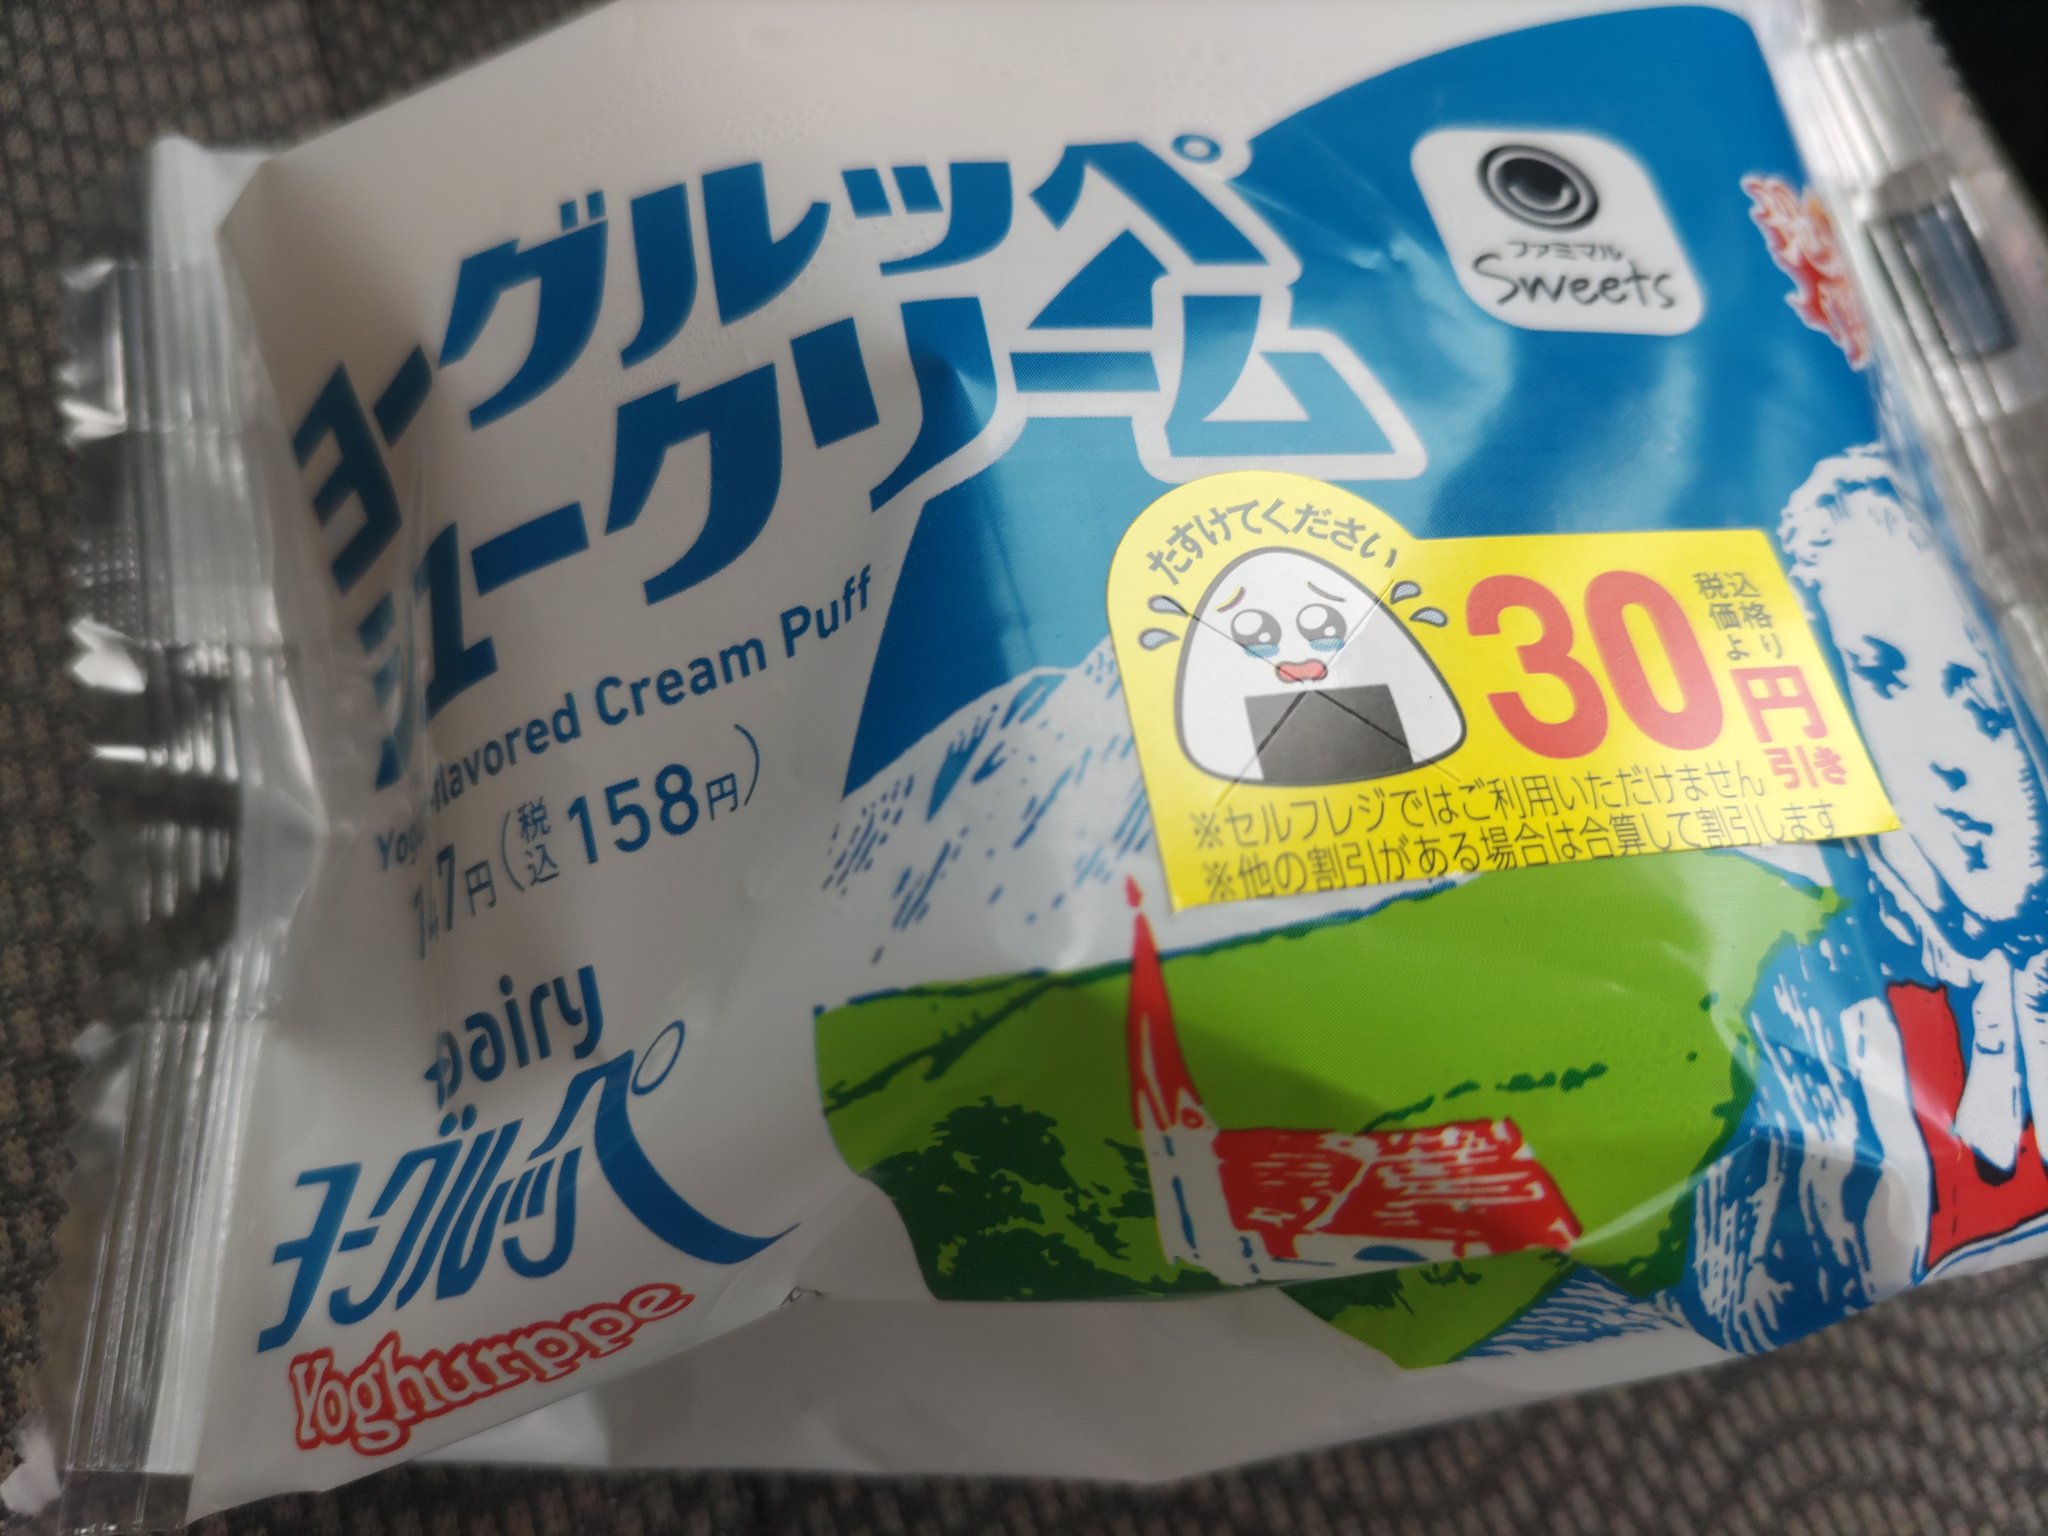 ヨーグルッペ
シュークリーム
Yogurt-flavored Cream Puff
147円(税込158円)
Dairy
ヨーグルッペ
Yoghurppe
ファミマル
Sweets
たすけてください
30
税込
価格
より
円
引き
※セルフレジではご利用いただけません
※他の割引がある場合は合算して割引します